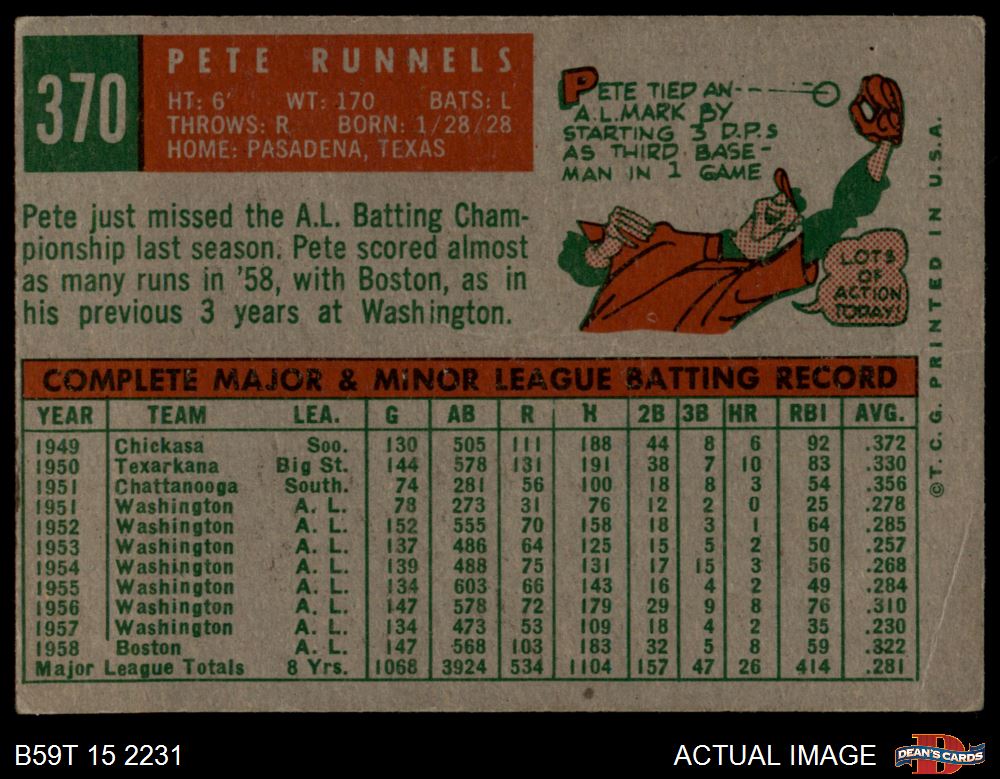 370
PETE RUNNELS
HT: 6' WT: 170 BATS: L
THROWS: R BORN: 1/28/28
HOME: PASADENA, TEXAS
PETE TIED AN
A.L. MARK BY
STARTING 3 D.P.S
AS THIRD BASE-
MAN IN 1 GAME
LOTS
OF
ACTION
TODAY
Pete just missed the A.L. Batting Cham-
pionship last season. Pete scored almost
as many runs in '58, with Boston, as in
his previous 3 years at Washington.
COMPLETE MAJOR & MINOR LEAGUE BATTING RECORD
YEAR TEAM LEA. G AB R H 2B 3B HR RBI AVG.
1949 Chickasa Soo. 130 505 111 188 44 8 6 92 .372
1950 Texarkana Big St. 144 578 131 191 38 7 10 83 .330
1951 Chattanooga South. 74 281 56 100 18 8 3 54 .356
1951 Washington A. L. 78 273 31 76 12 2 0 25 .278
1952 Washington A. L. 152 555 70 158 18 3 1 64 .285
1953 Washington A. L. 137 486 64 125 15 5 2 50 .257
1954 Washington A. L. 139 488 75 131 17 15 3 56 .268
1955 Washington A. L. 134 603 66 143 16 4 2 49 .284
1956 Washington A. L. 147 578 72 179 29 9 8 76 .310
1957 Washington A. L. 134 473 53 109 18 4 2 35 .230
1958 Boston A. L. 147 568 103 183 32 5 8 59 .322
Major League Totals 8 Yrs. 1068 3924 534 1104 157 47 26 414 .281
©T. C. G. PRINTED IN U.S.A.
B59T 15 2231
ACTUAL IMAGE
DEAN'S CARDS